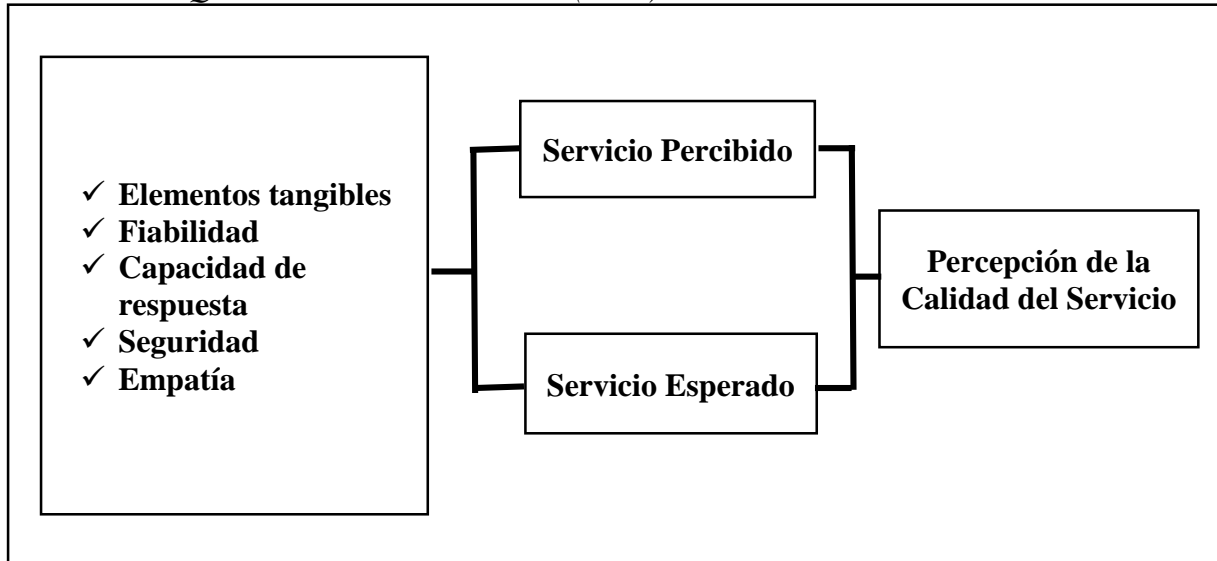 ✓ Elementos tangibles
✓ Fiabilidad
✓ Capacidad de
respuesta
✓ Seguridad
✓ Empatía
Servicio Percibido
Servicio Esperado
Percepción de la
Calidad del Servicio